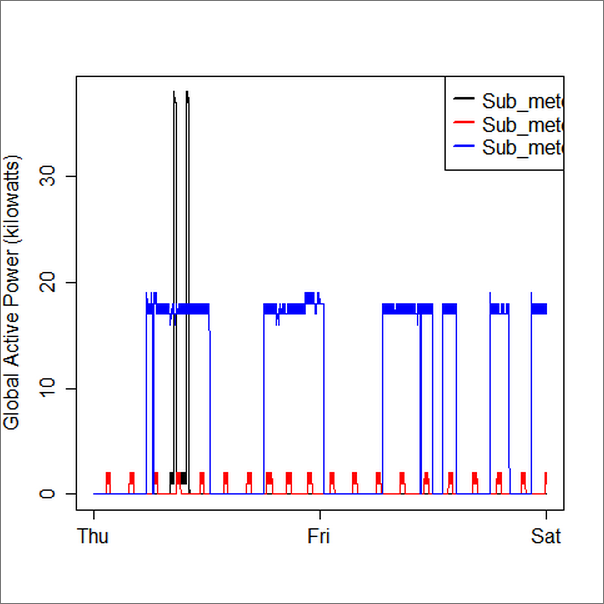 Sub_mete
Sub_mete
Sub_mete
Global Active Power (kilowatts)
30
20
10
0
Thu Fri Sat